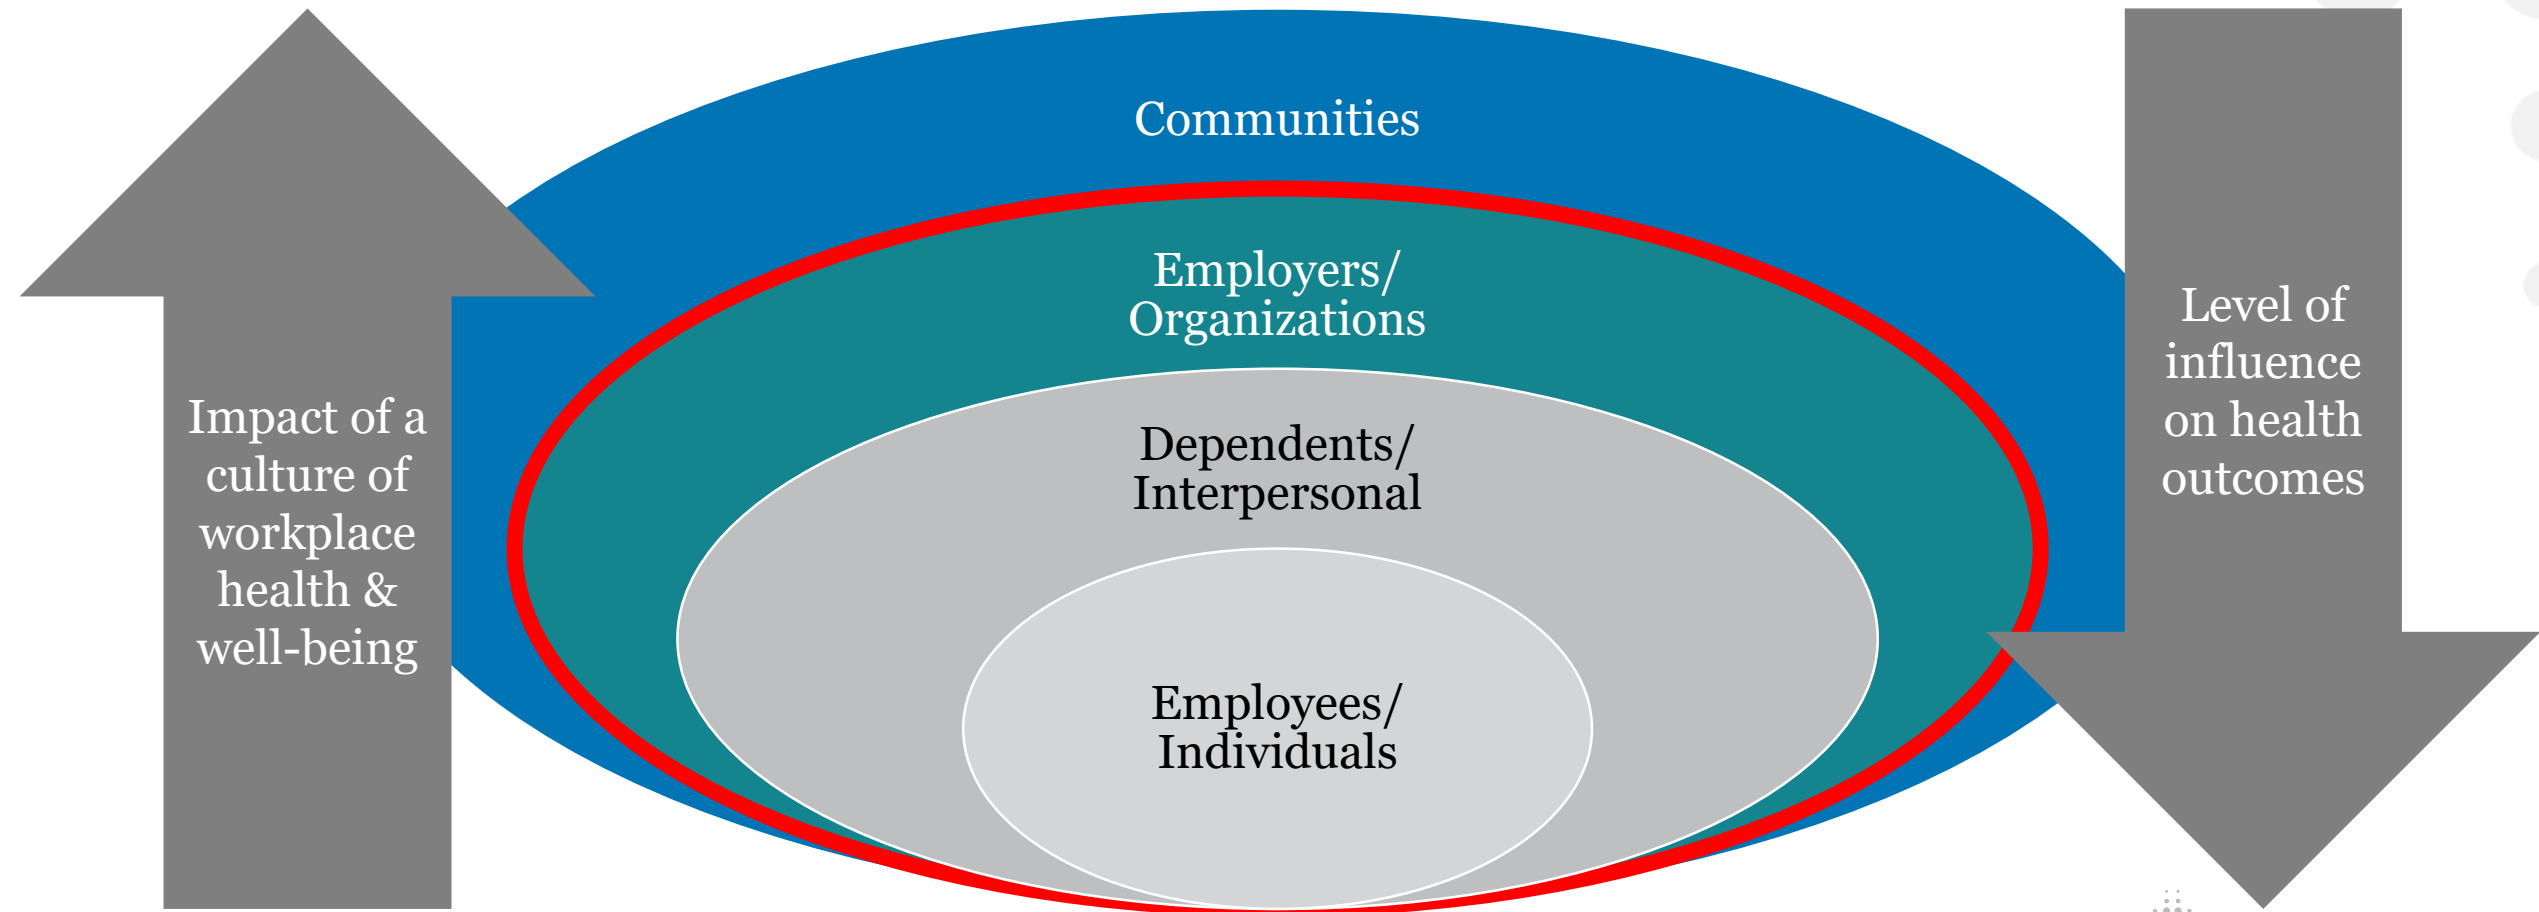 Communities
Employers/
Organizations
Dependents/
Interpersonal
Employees/
Individuals
Impact of a
culture of
workplace
health &
well-being
Level of
influence
on health
outcomes